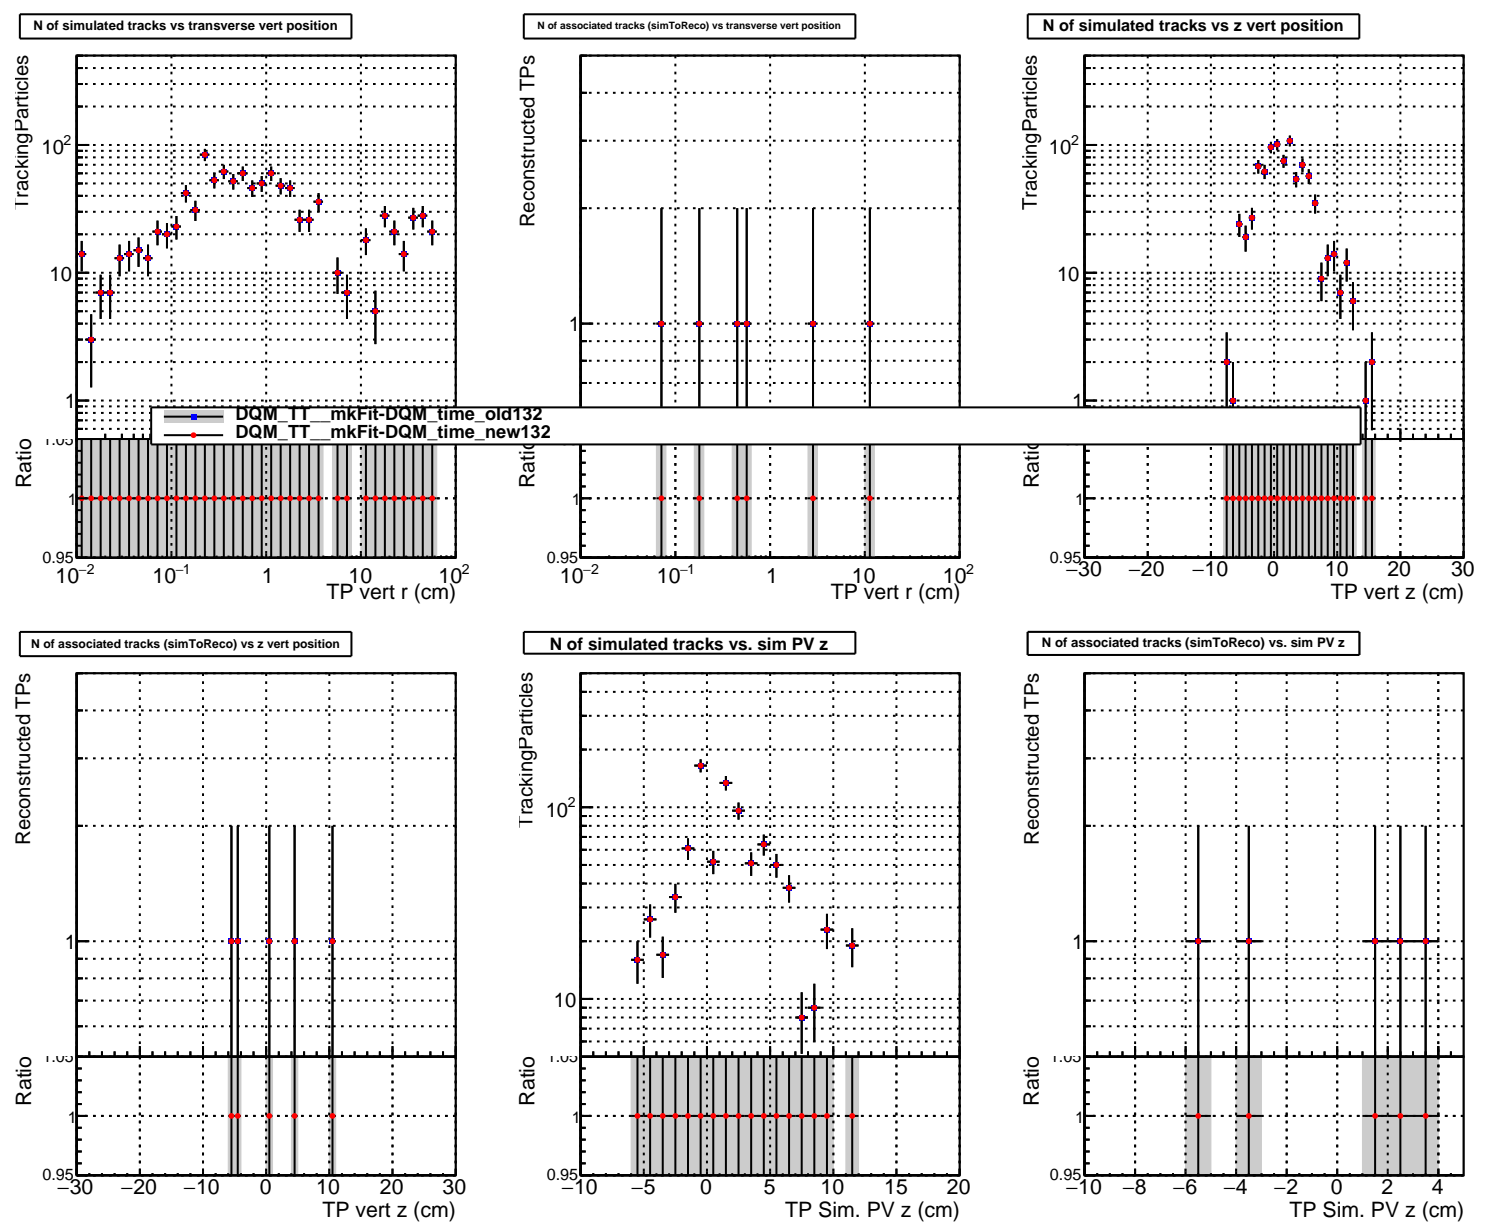 N of simulated tracks vs transverse vert position
TrackingParticles
10²
10
1
Ratio
1.05
1
0.95
10⁻² 10⁻¹ 1 10 10²
TP vert r (cm)
N of associated tracks (simToReco) vs transverse vert position
Reconstructed TPs
1
Ratio
1
0.95
10⁻² 10⁻¹ 1 10 10²
TP vert r (cm)
N of simulated tracks vs z vert position
TrackingParticles
10²
10
1
Ratio
1
0.95
−30 −20 −10 0 10 20 30
TP vert z (cm)
DQM_TT__mkFit-DQM_time_old132
DQM_TT__mkFit-DQM_time_new132
N of associated tracks (simToReco) vs z vert position
Reconstructed TPs
1
Ratio
1.05
1
0.95
−30 −20 −10 0 10 20 30
TP vert z (cm)
N of simulated tracks vs. sim PV z
TrackingParticles
10²
10
Ratio
1.05
1
0.95
−10 −5 0 5 10 15 20
TP Sim. PV z (cm)
N of associated tracks (simToReco) vs. sim PV z
Reconstructed TPs
1
Ratio
1.05
1
0.95
−10 −8 −6 −4 −2 0 2 4
TP Sim. PV z (cm)